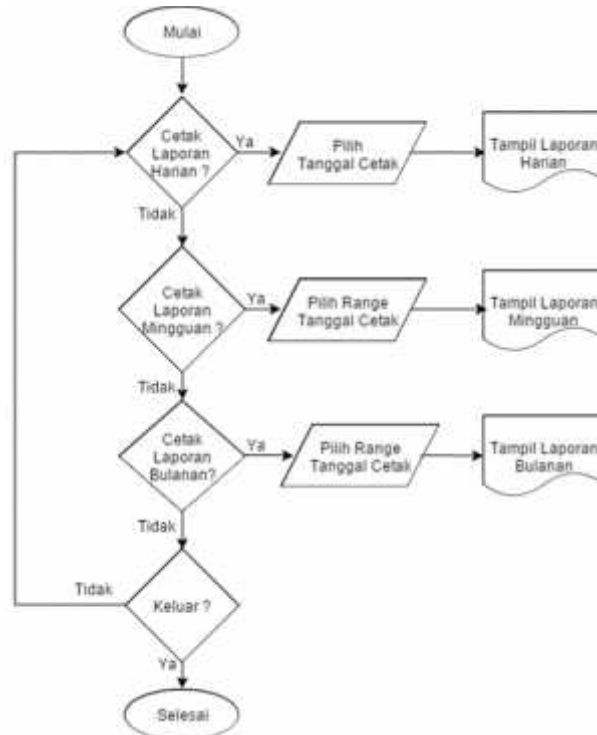 Mulai
Cetak
Laporan
Harian ?
Ya
Pilih
Tanggal Cetak
Tampil Laporan
Harian
Tidak
Cetak
Laporan
Mingguan ?
Ya
Pilih Range
Tanggal Cetak
Tampil Laporan
Mingguan
Tidak
Cetak
Laporan
Bulanan?
Ya
Pilih Range
Tanggal Cetak
Tampil Laporan
Bulanan
Tidak
Tidak
Keluar ?
Ya
Selesai